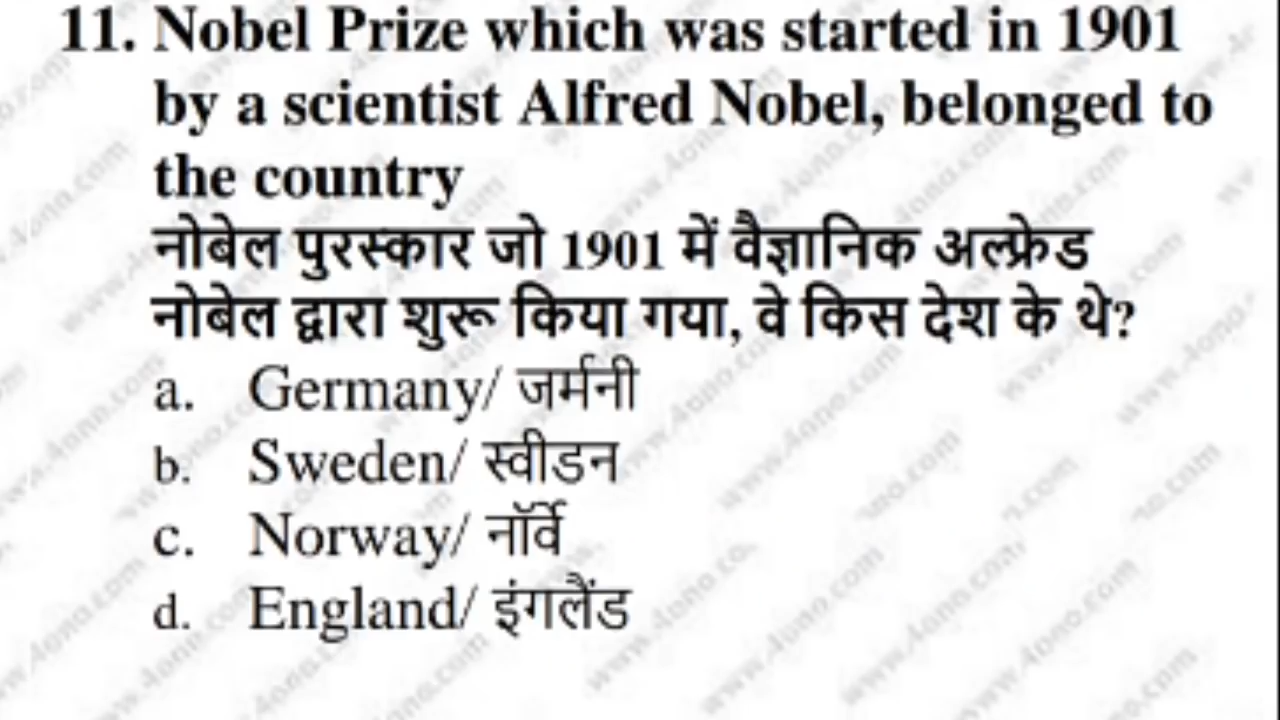 11. Nobel Prize which was started in 1901
by a scientist Alfred Nobel, belonged to
the country
नोबेल पुरस्कार जो 1901 में वैज्ञानिक अल्फ्रेड
नोबेल द्वारा शुरू किया गया, वे किस देश के थे?
a. Germany/ जर्मनी
b. Sweden/ स्वीडन
c. Norway/ नॉर्वे
d. England/ इंगलैंड